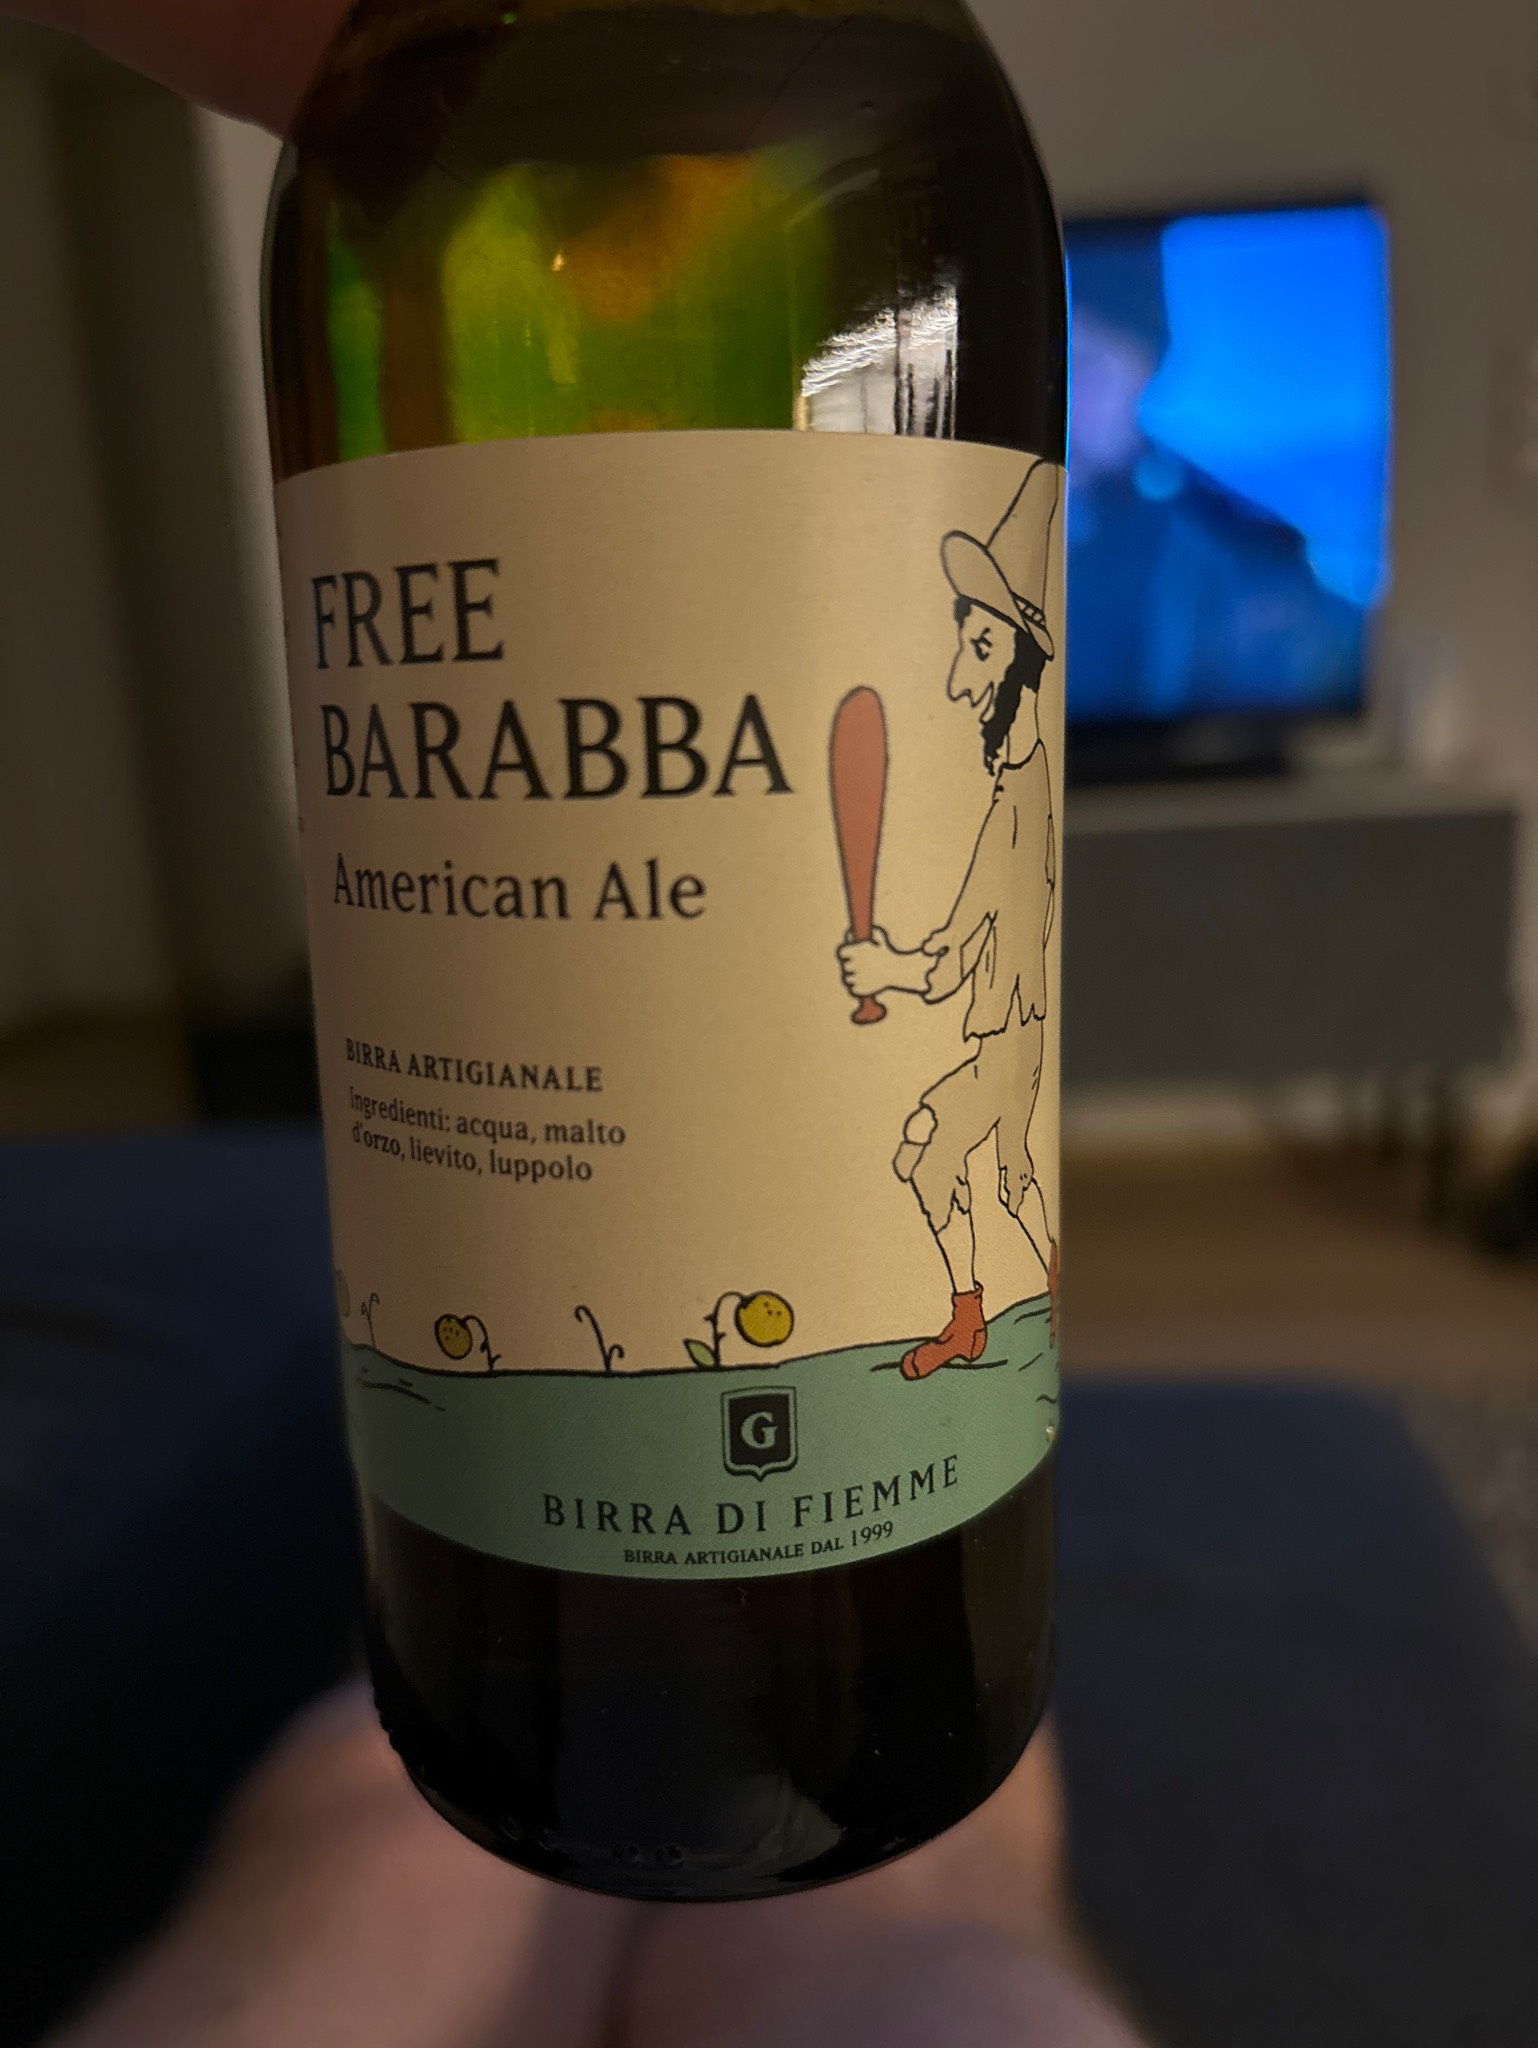 FREE
BARABBA
American Ale
BIRRA ARTIGIANALE
Ingredienti: acqua, malto
d'orzo, lievito, luppolo
G
BIRRA DI FIEMME
BIRRA ARTIGIANALE DAL 1999